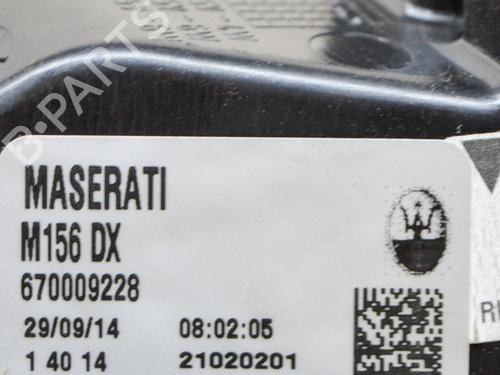 B-PARTS
MASERATI
M156 DX
670009228
29/09/14 08:02:05
1 40 14 21020201